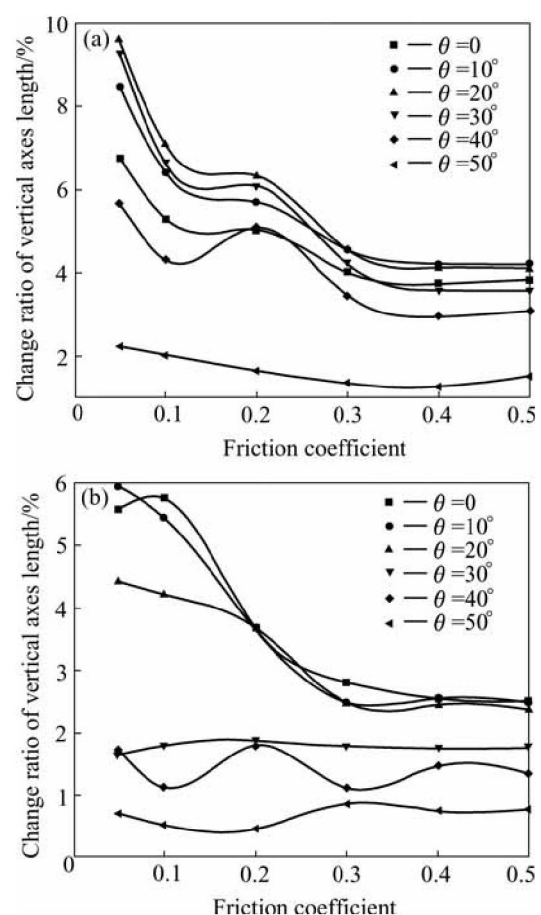 (a)
θ =0
θ =10°
θ =20°
θ =30°
θ =40°
θ =50°
Change ratio of vertical axes length/%
10
8
6
4
2
0 0.1 0.2 0.3 0.4 0.5
Friction coefficient
(b)
θ =0
θ =10°
θ =20°
θ =30°
θ =40°
θ =50°
Change ratio of vertical axes length/%
6
5
4
3
2
1
0 0.1 0.2 0.3 0.4 0.5
Friction coefficient